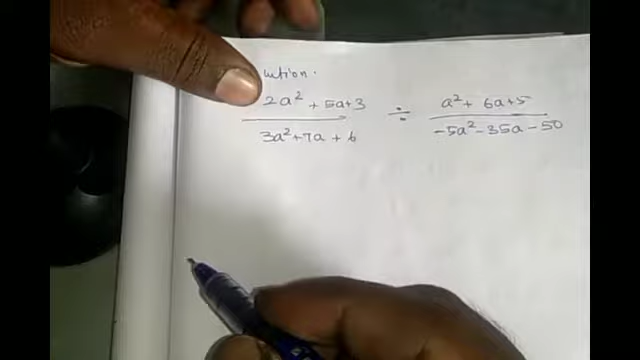 ution.
2a² + 5a+3 / 3a²+7a + 6 ÷ a² + 6a+5 / -5a² - 35a - 50